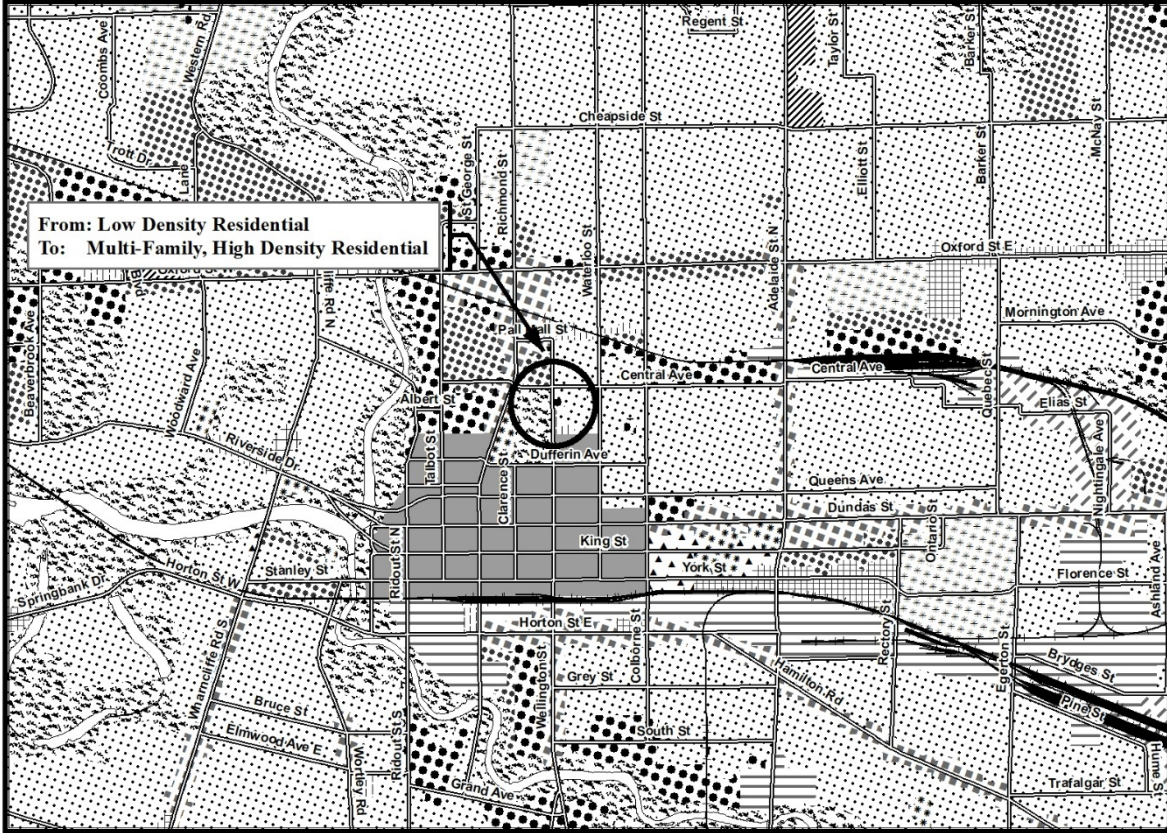 Regent St
Coombs Ave
Western Rd
Taylor St
Barker St
Cheapside St
McNay St
Trott Dr
Lane
St George St
Richmond St
Elliott St
Barker St
From: Low Density Residential
To: Multi-Family, High Density Residential
Waterloo St
Adelaide St N
Oxford St E
Blvd
Beaverbrook Ave
Woodward Ave
Mornington Ave
Central Ave
Central Ave
Quebec St
Albert St
Elias St
Riverside Dr
Talbot St
Clarence St
Dufferin Ave
Queens Ave
Nightingale Ave
Dundas St
Ontario St
King St
Ridout St N
York St
Stanley St
Florence St
Ashland Ave
Springbank Dr
Horton St W
Horton St E
Wharncliffe Rd S
Colborne St
Rectory St
Egerton St
Brydges St
Wellington St
Grey St
Hamilton Rd
Pine St
Bruce St
Elmwood Ave E
Ridout St S
South St
Wortley Rd
Grand Ave
Trafalgar St
Hume St